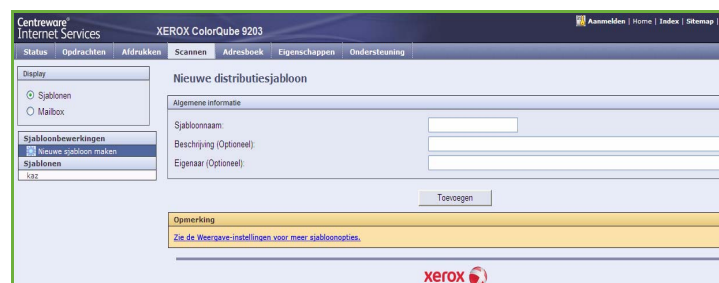 Centreware®
Internet Services
XEROX ColorQube 9203
Aanmelden | Home | Index | Sitemap |
Status Opdrachten Afdrukken Scannen Adresboek Eigenschappen Ondersteuning
Display
Sjablonen
Mailbox
Sjabloonbewerkingen
Nieuwe sjabloon maken
Sjablonen
kaz
Nieuwe distributiesjabloon
Algemene informatie
Sjabloonnaam:
Beschrijving (Optioneel):
Eigenaar (Optioneel):
Toevoegen
Opmerking
Zie de Weergave-instellingen voor meer sjabloonopties.
xerox